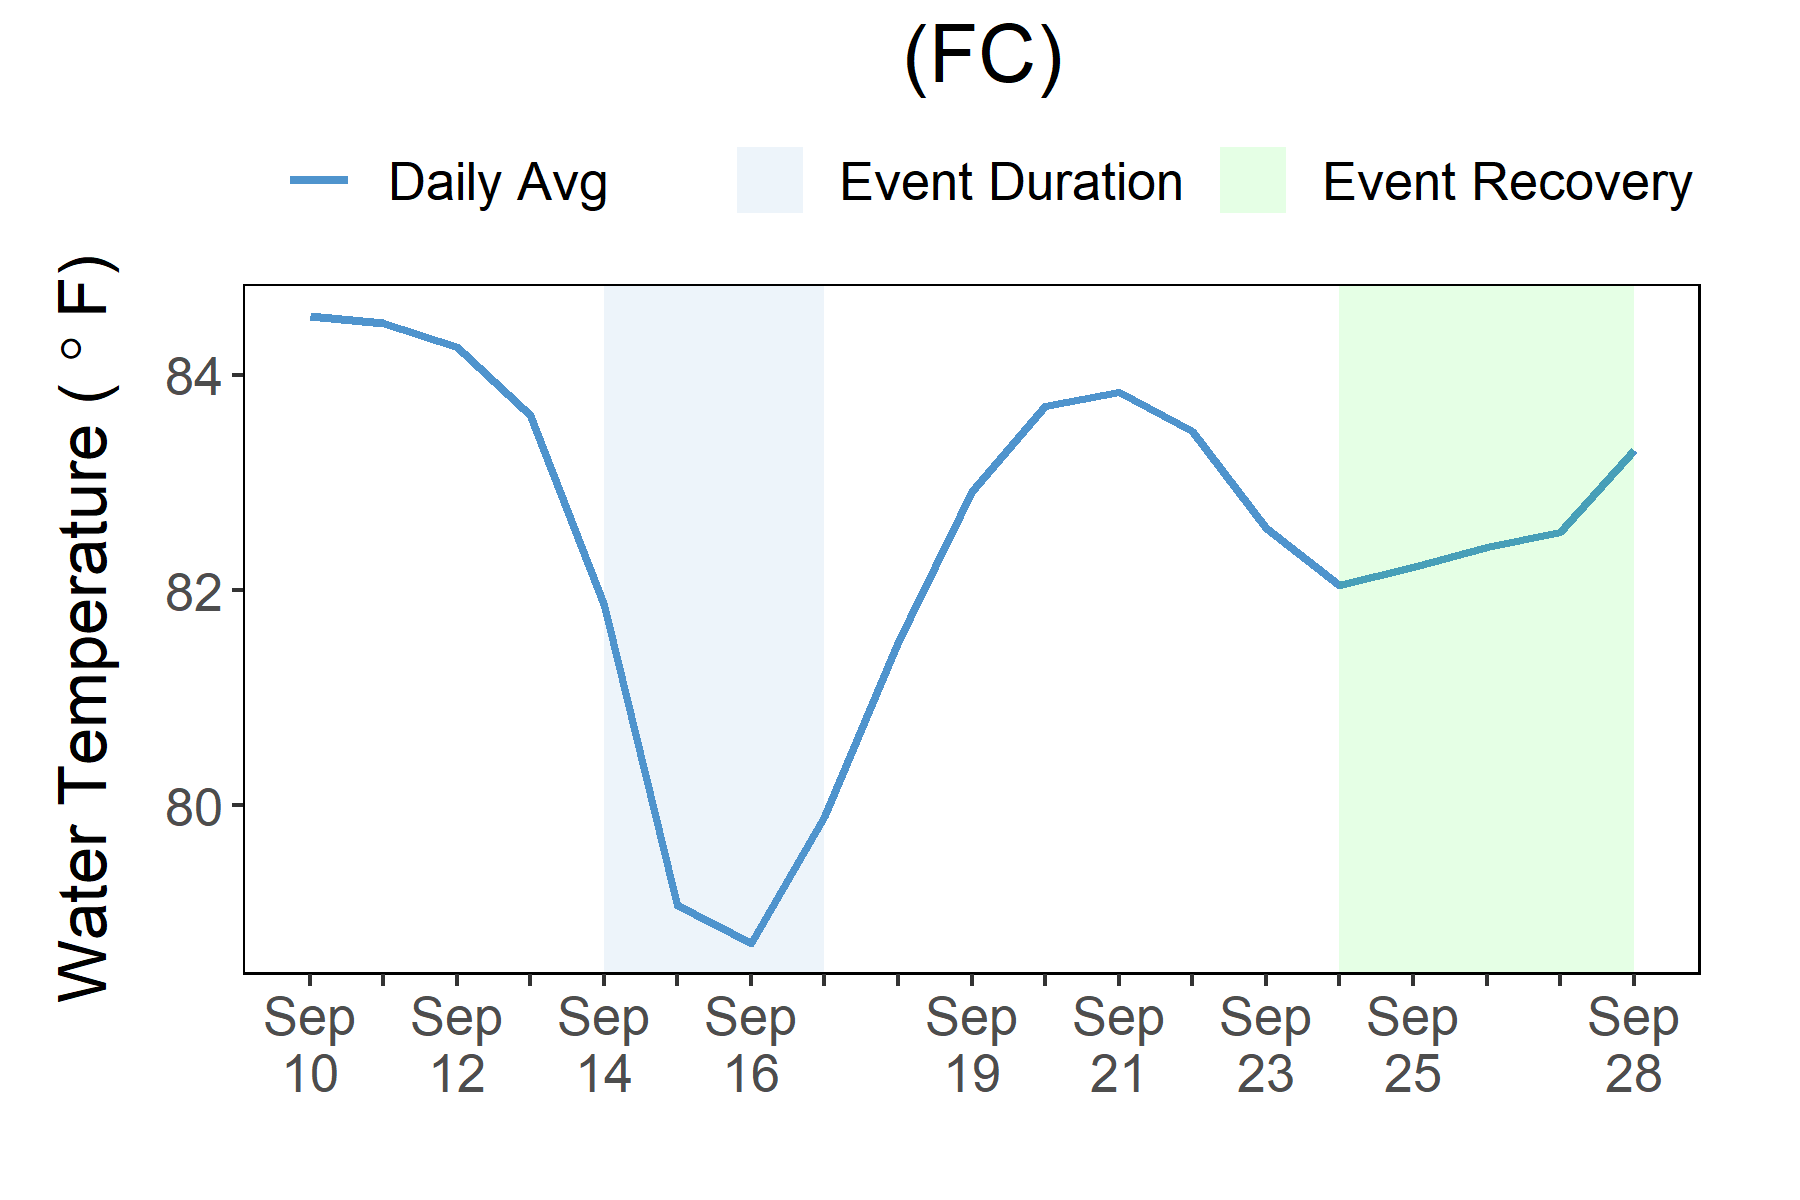 (FC)
Daily Avg Event Duration Event Recovery
Water Temperature ( ° F)
84
82
80
Sep Sep Sep Sep Sep Sep Sep Sep Sep
10 12 14 16 19 21 23 25 28